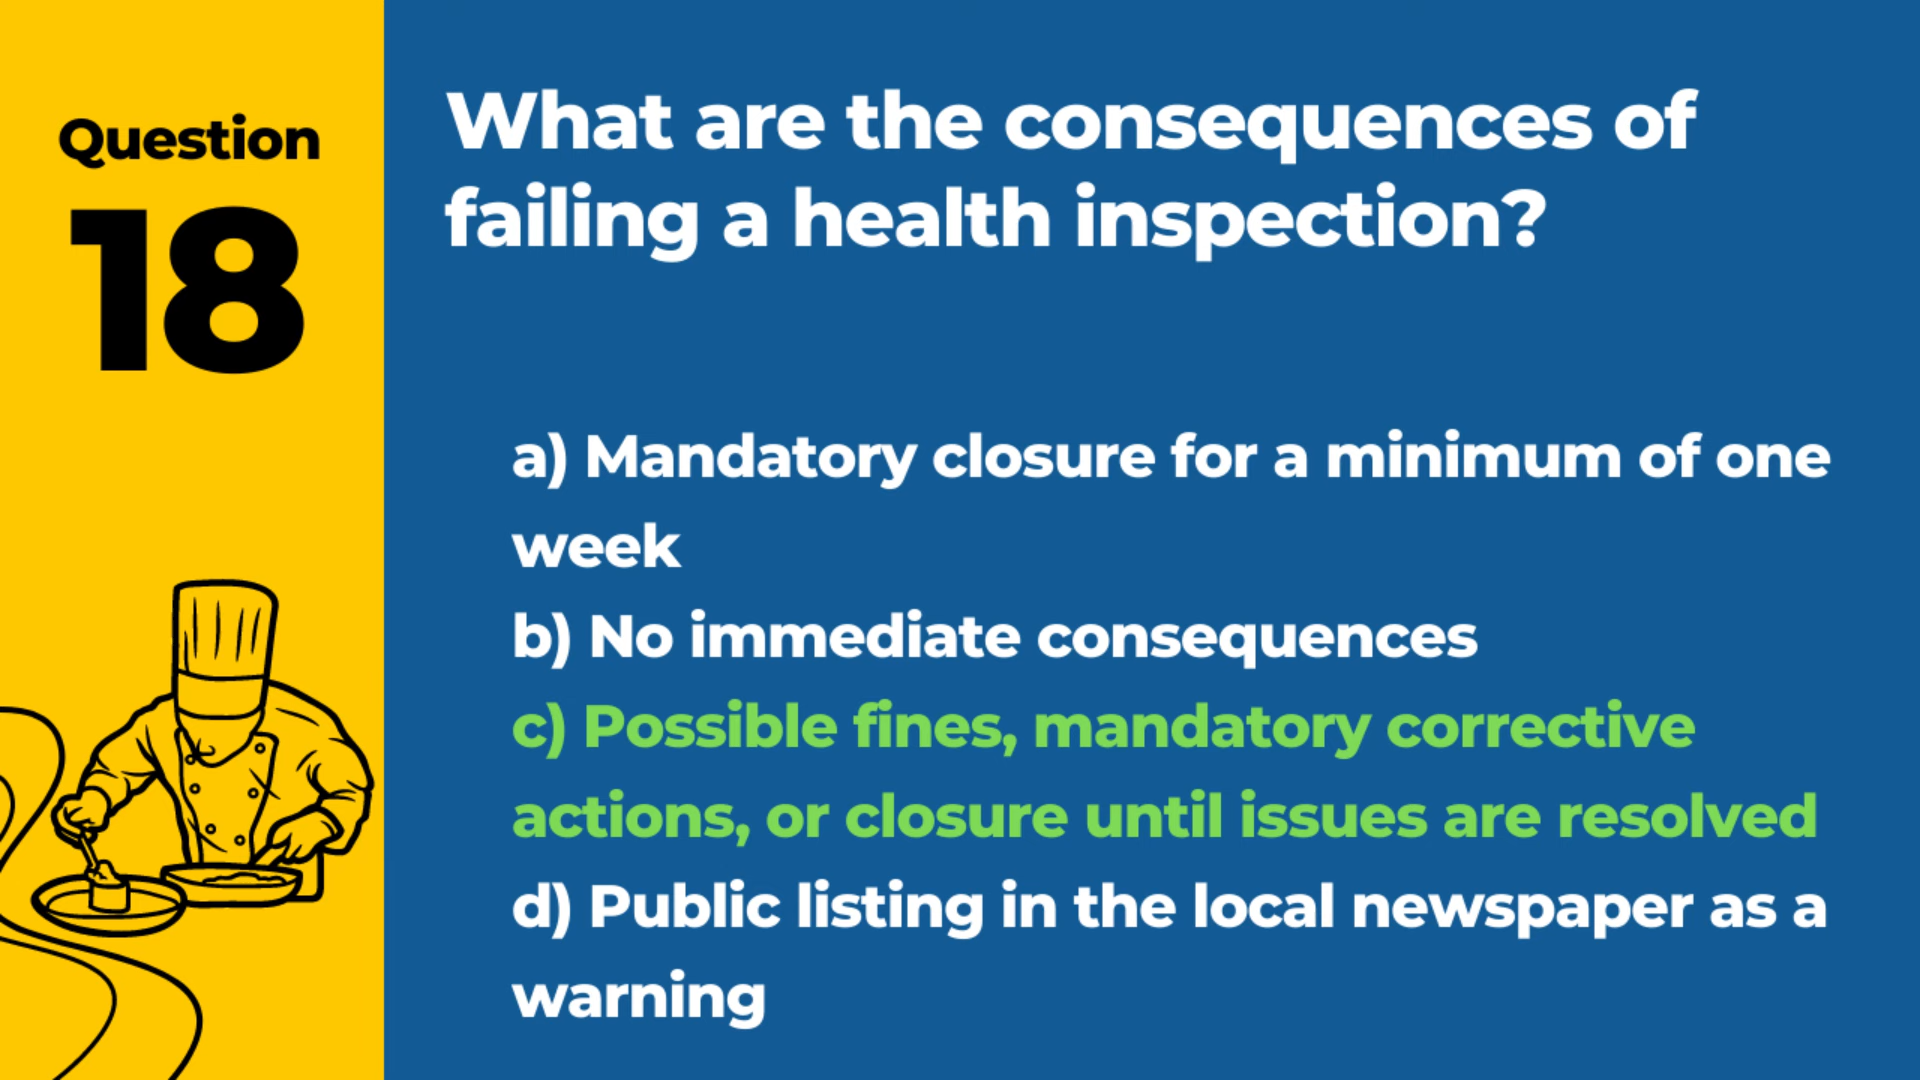 Question
18
What are the consequences of
failing a health inspection?
a) Mandatory closure for a minimum of one
week
b) No immediate consequences
c) Possible fines, mandatory corrective
actions, or closure until issues are resolved
d) Public listing in the local newspaper as a
warning